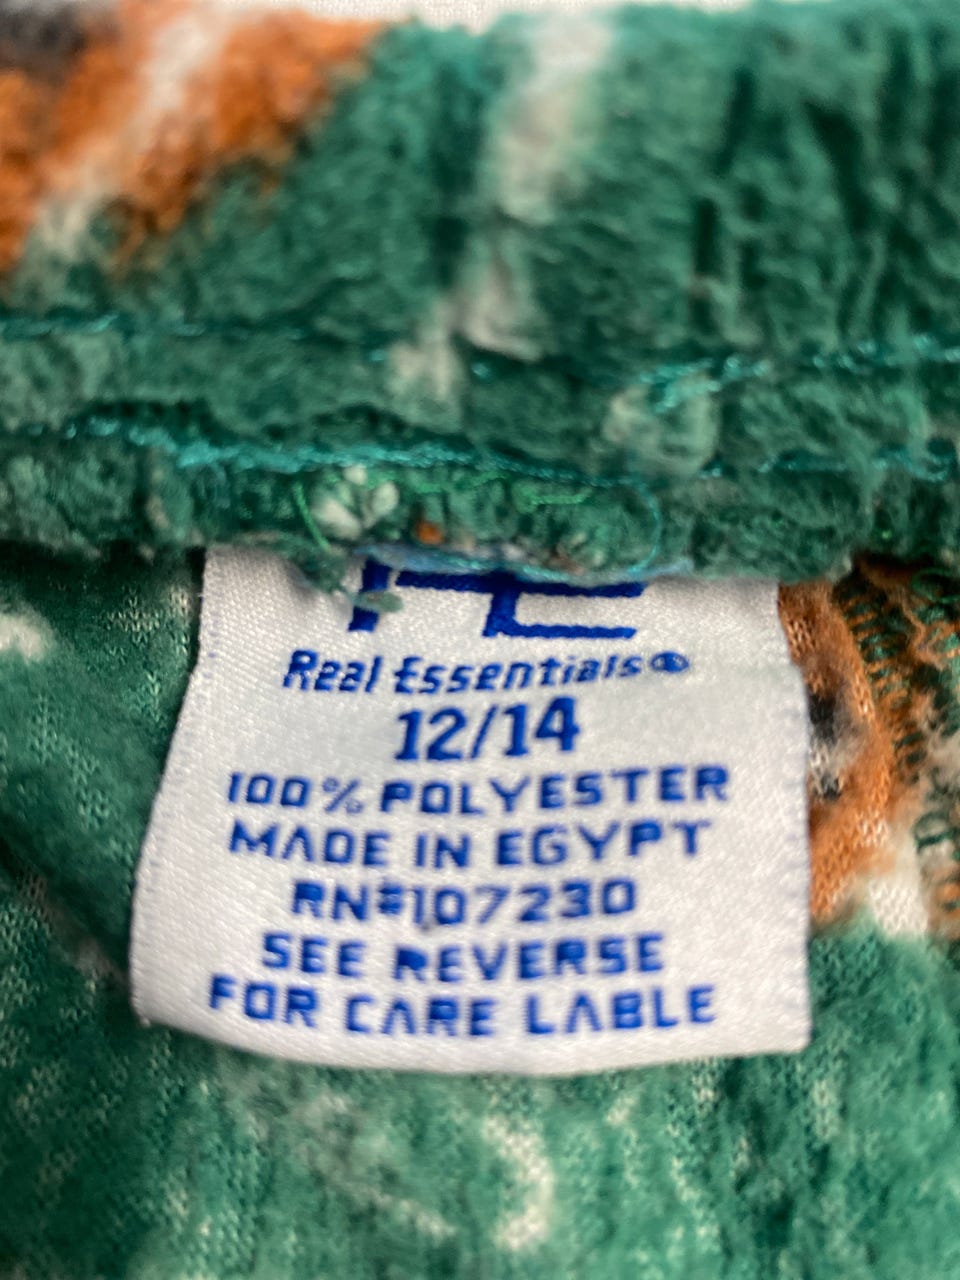 RE
Real Essentials®
12/14
100% POLYESTER
MADE IN EGYPT
RN#107230
SEE REVERSE
FOR CARE LABLE